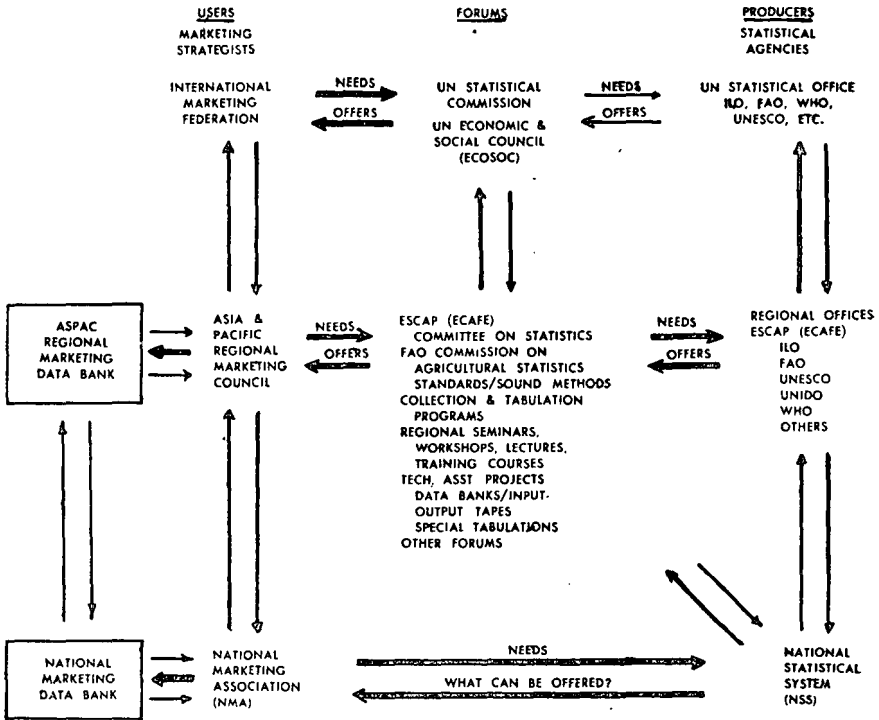 USERS
MARKETING
STRATEGISTS
FORUMS
PRODUCERS
STATISTICAL
AGENCIES
INTERNATIONAL
MARKETING
FEDERATION
NEEDS
OFFERS
UN STATISTICAL
COMMISSION
UN ECONOMIC &
SOCIAL COUNCIL
(ECOSOC)
NEEDS
OFFERS
UN STATISTICAL OFFICE
ILO, FAO, WHO,
UNESCO, ETC.
ASPAC
REGIONAL
MARKETING
DATA BANK
ASIA &
PACIFIC
REGIONAL
MARKETING
COUNCIL
NEEDS
OFFERS
ESCAP (ECAFE)
COMMITTEE ON STATISTICS
FAO COMMISSION ON
AGRICULTURAL STATISTICS
STANDARDS/SOUND METHODS
COLLECTION & TABULATION
PROGRAMS
REGIONAL SEMINARS,
WORKSHOPS, LECTURES,
TRAINING COURSES
TECH, ASST PROJECTS
DATA BANKS/INPUT-
OUTPUT TAPES
SPECIAL TABULATIONS
OTHER FORUMS
NEEDS
OFFERS
REGIONAL OFFICES
ESCAP (ECAFE)
ILO
FAO
UNESCO
UNIDO
WHO
OTHERS
NATIONAL
MARKETING
DATA BANK
NATIONAL
MARKETING
ASSOCIATION
(NMA)
NEEDS
WHAT CAN BE OFFERED?
NATIONAL
STATISTICAL
SYSTEM
(NSS)